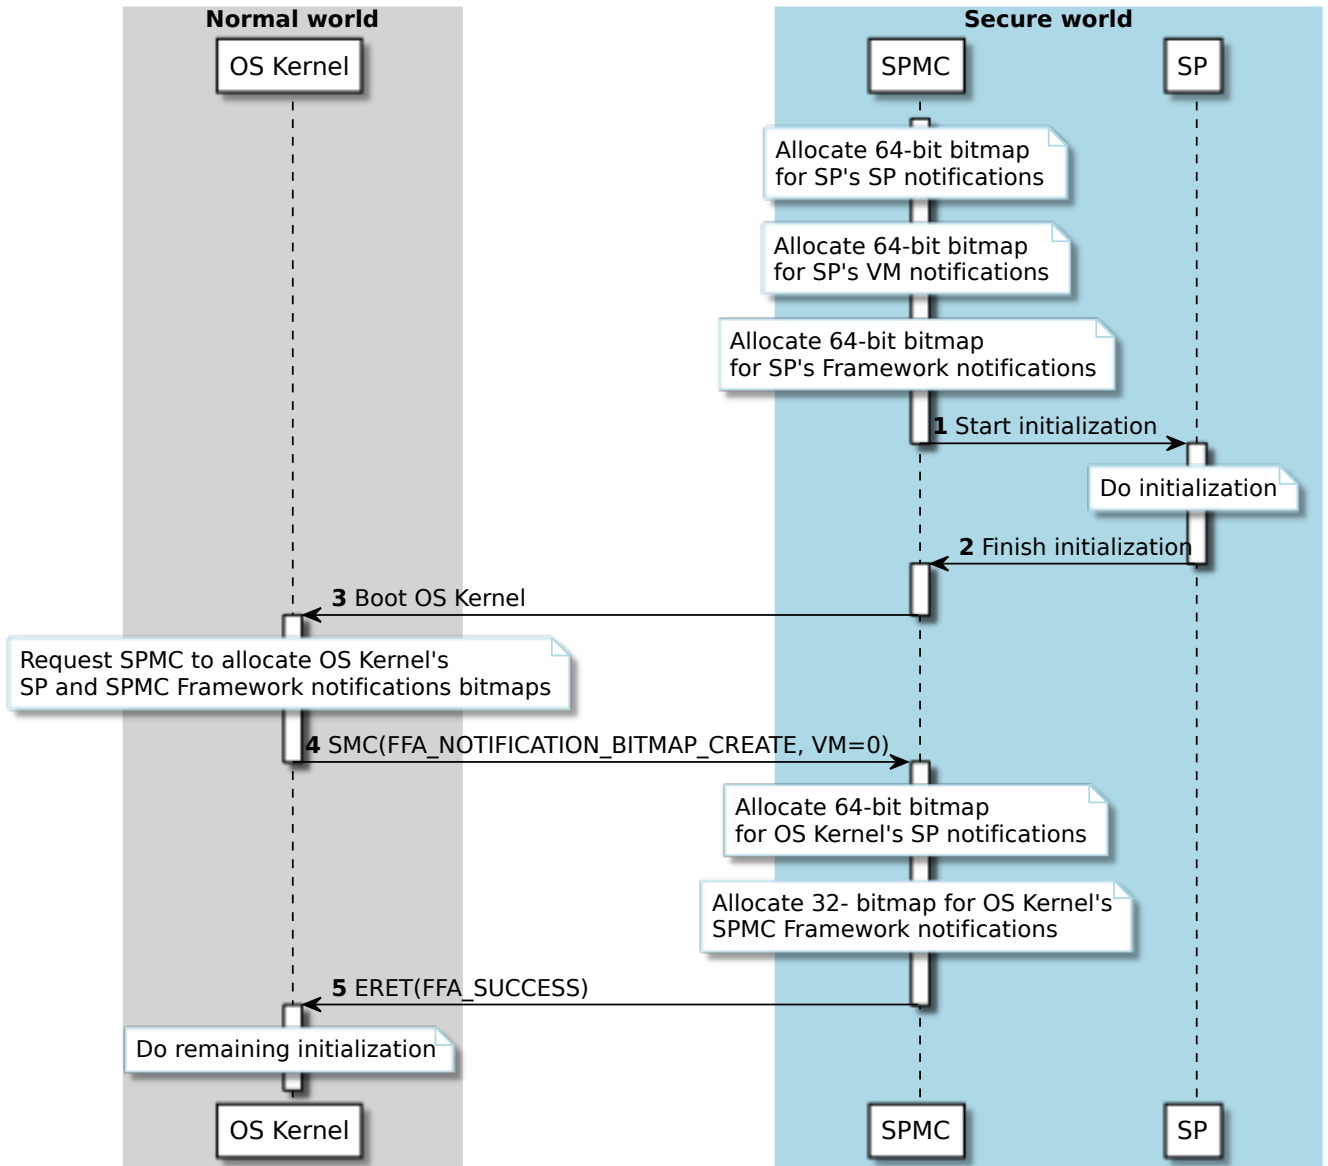 Normal world
Secure world
OS Kernel
SPMC
SP
Allocate 64-bit bitmap
for SP's SP notifications
Allocate 64-bit bitmap
for SP's VM notifications
Allocate 64-bit bitmap
for SP's Framework notifications
1 Start initialization
Do initialization
2 Finish initialization
3 Boot OS Kernel
Request SPMC to allocate OS Kernel's
SP and SPMC Framework notifications bitmaps
4 SMC(FFA_NOTIFICATION_BITMAP_CREATE, VM=0)
Allocate 64-bit bitmap
for OS Kernel's SP notifications
Allocate 32- bitmap for OS Kernel's
SPMC Framework notifications
5 ERET(FFA_SUCCESS)
Do remaining initialization
OS Kernel
SPMC
SP